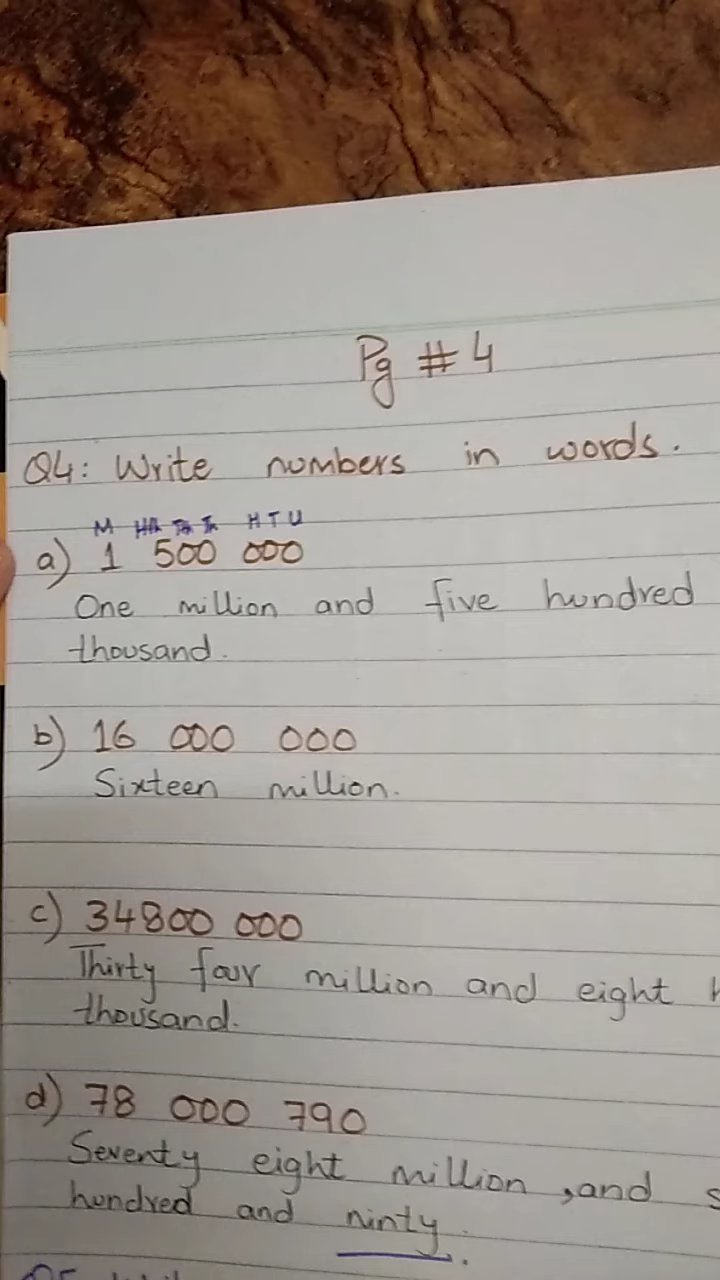 Pg # 4
Q4: Write numbers in words.
M HTh TTh Th H T U
a) 1 500 000
One million and five hundred
thousand.
b) 16 000 000
Sixteen million.
c) 34800 000
Thirty four million and eight
thousand.
d) 78 000 790
Seventy eight million, and
hundred and ninty.